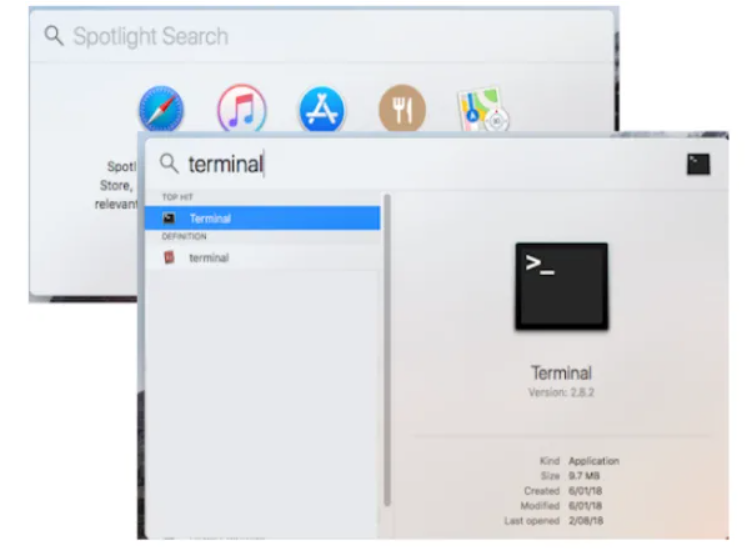 Spotlight Search
Spotl
Store,
relevant
terminal
TOP HIT
Terminal
DEFINITION
terminal
>_
Terminal
Version: 2.8.2
Kind Application
Size 9.7 MB
Created 6/01/18
Modified 6/01/18
Last opened 2/08/18